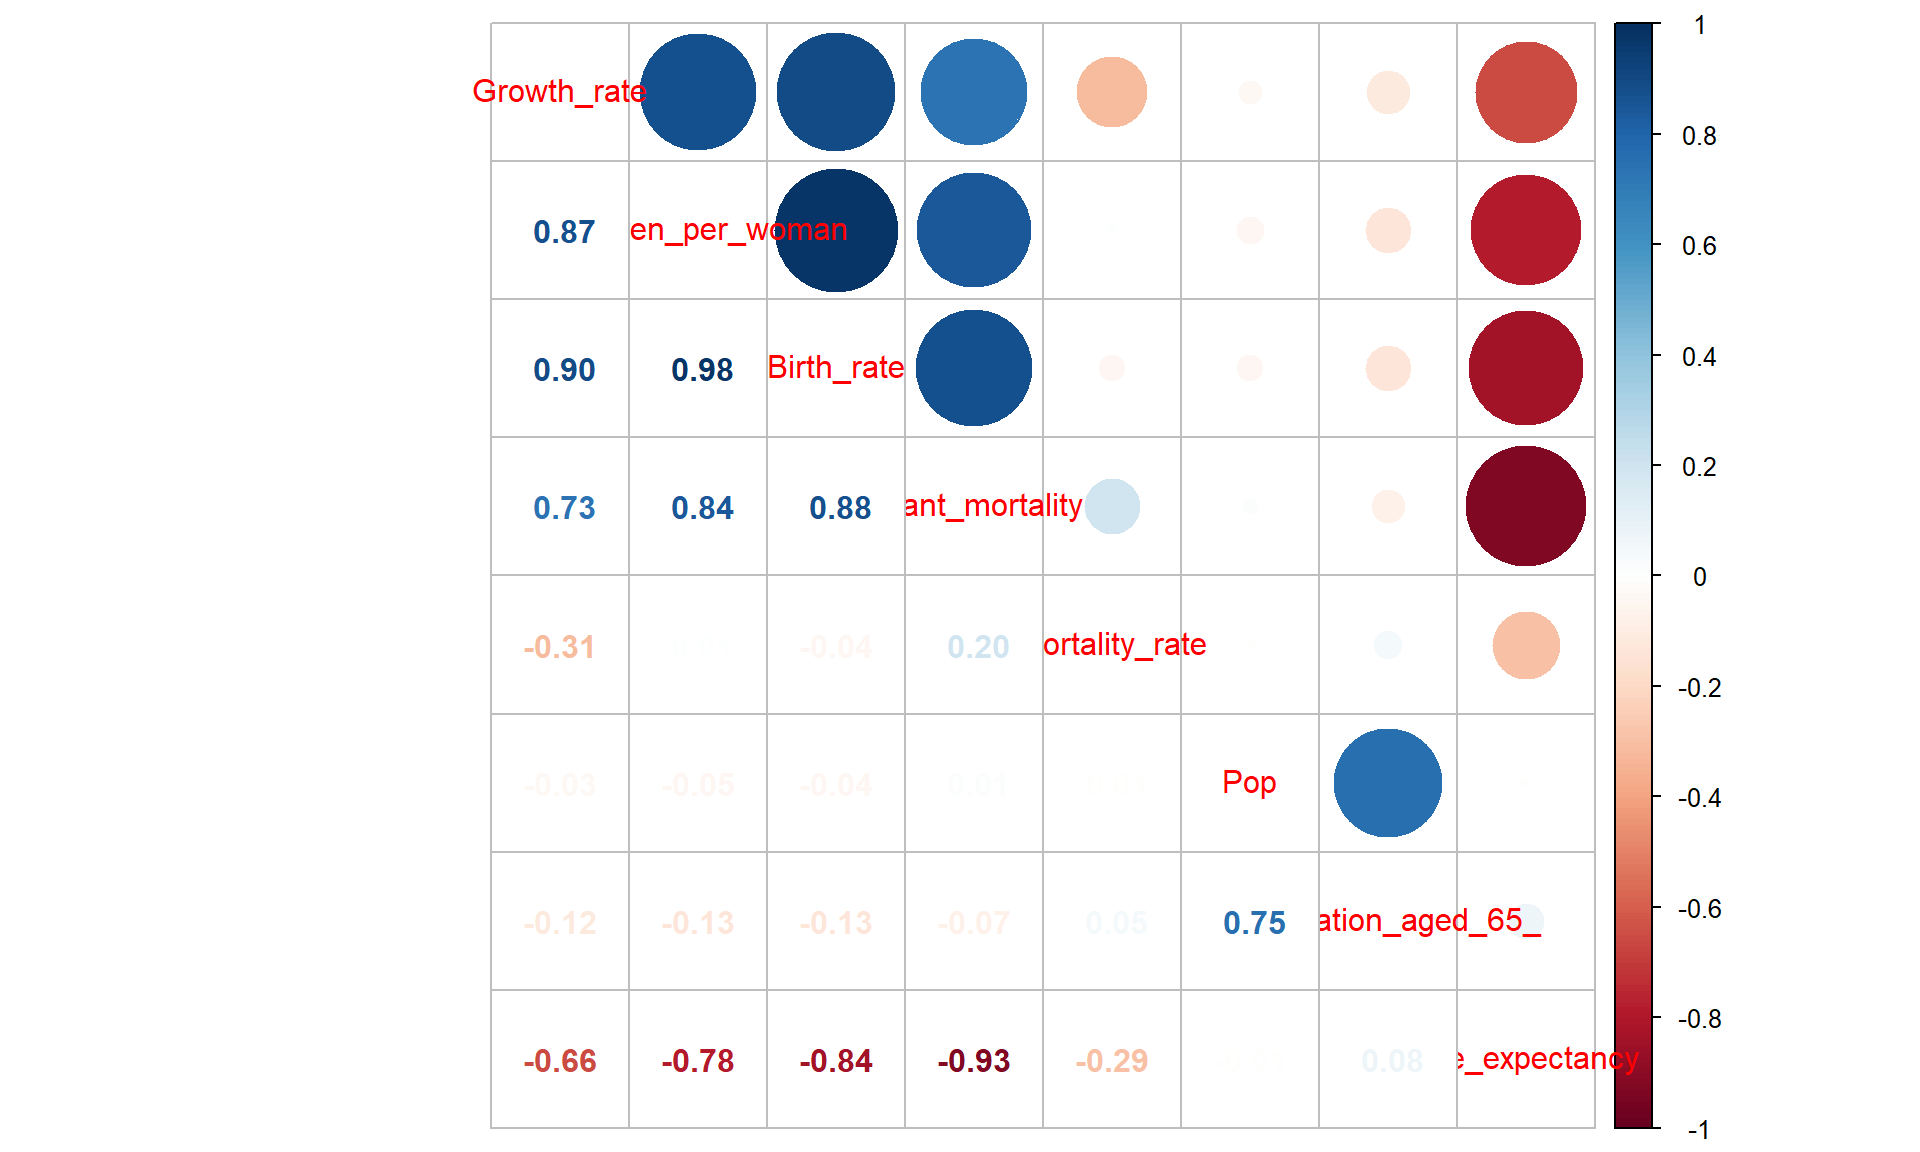 Growth_rate
0.87 en_per_woman
0.90 0.98 Birth_rate
0.73 0.84 0.88 ant_mortality
-0.31 -0.04 0.20 ortality_rate
-0.03 -0.05 -0.04 0.01 Pop
-0.12 -0.13 -0.13 -0.07 0.05 0.75 ation_aged_65_
-0.66 -0.78 -0.84 -0.93 -0.29 0.08 e_expectancy
1
0.8
0.6
0.4
0.2
0
-0.2
-0.4
-0.6
-0.8
-1